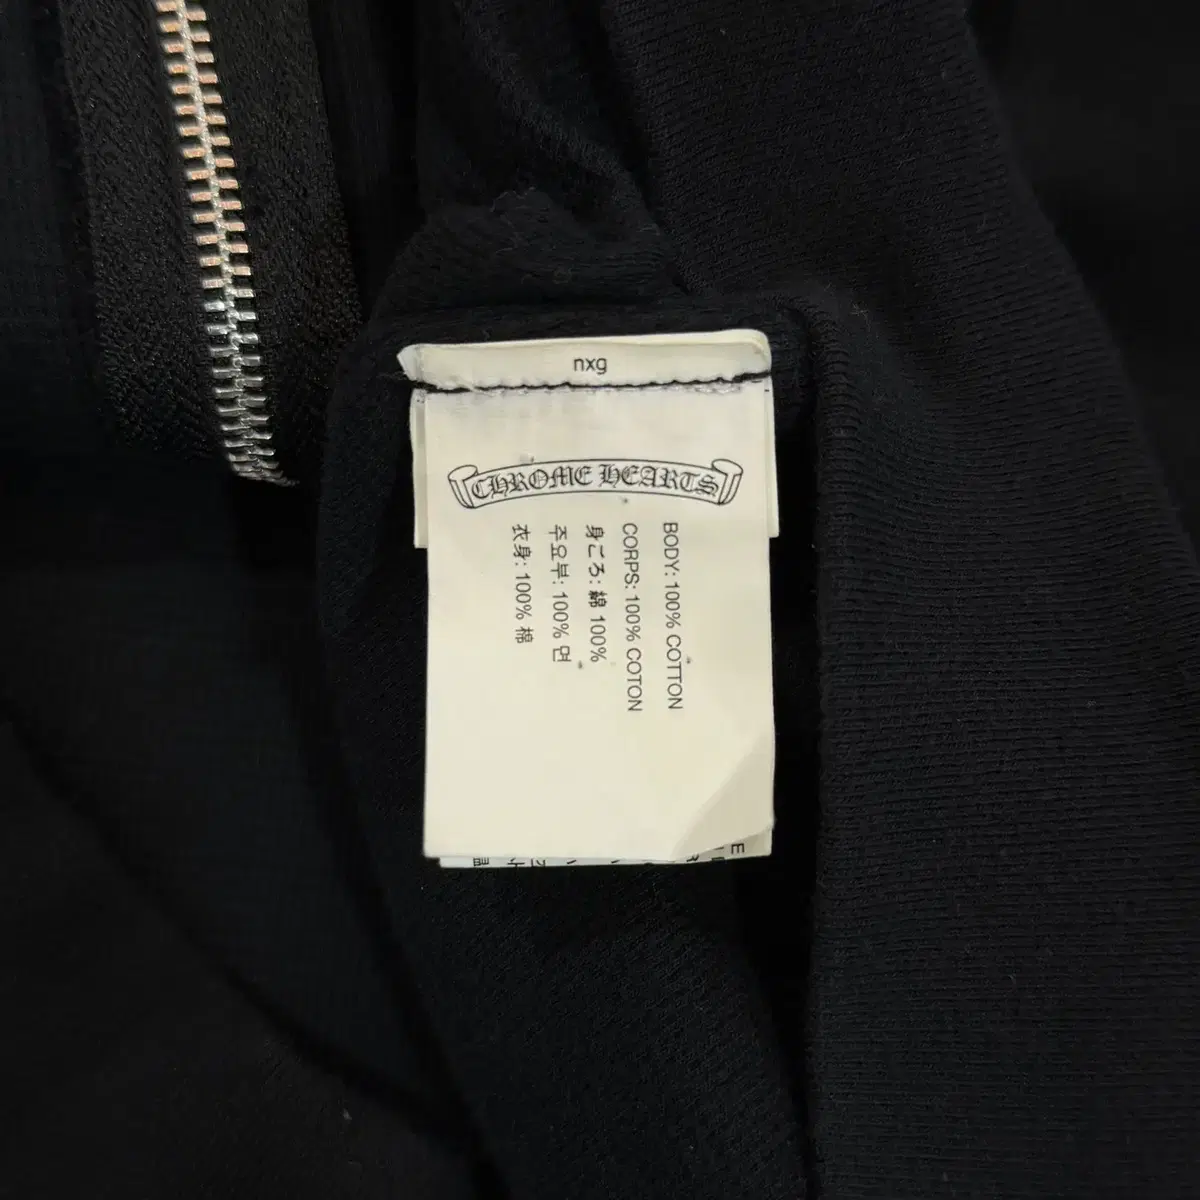 nxg
CHROME HEARTS
BODY: 100% COTTON
CORPS: 100% COTON
身ごろ: 綿 100%
주요부: 100% 면
衣身: 100% 棉